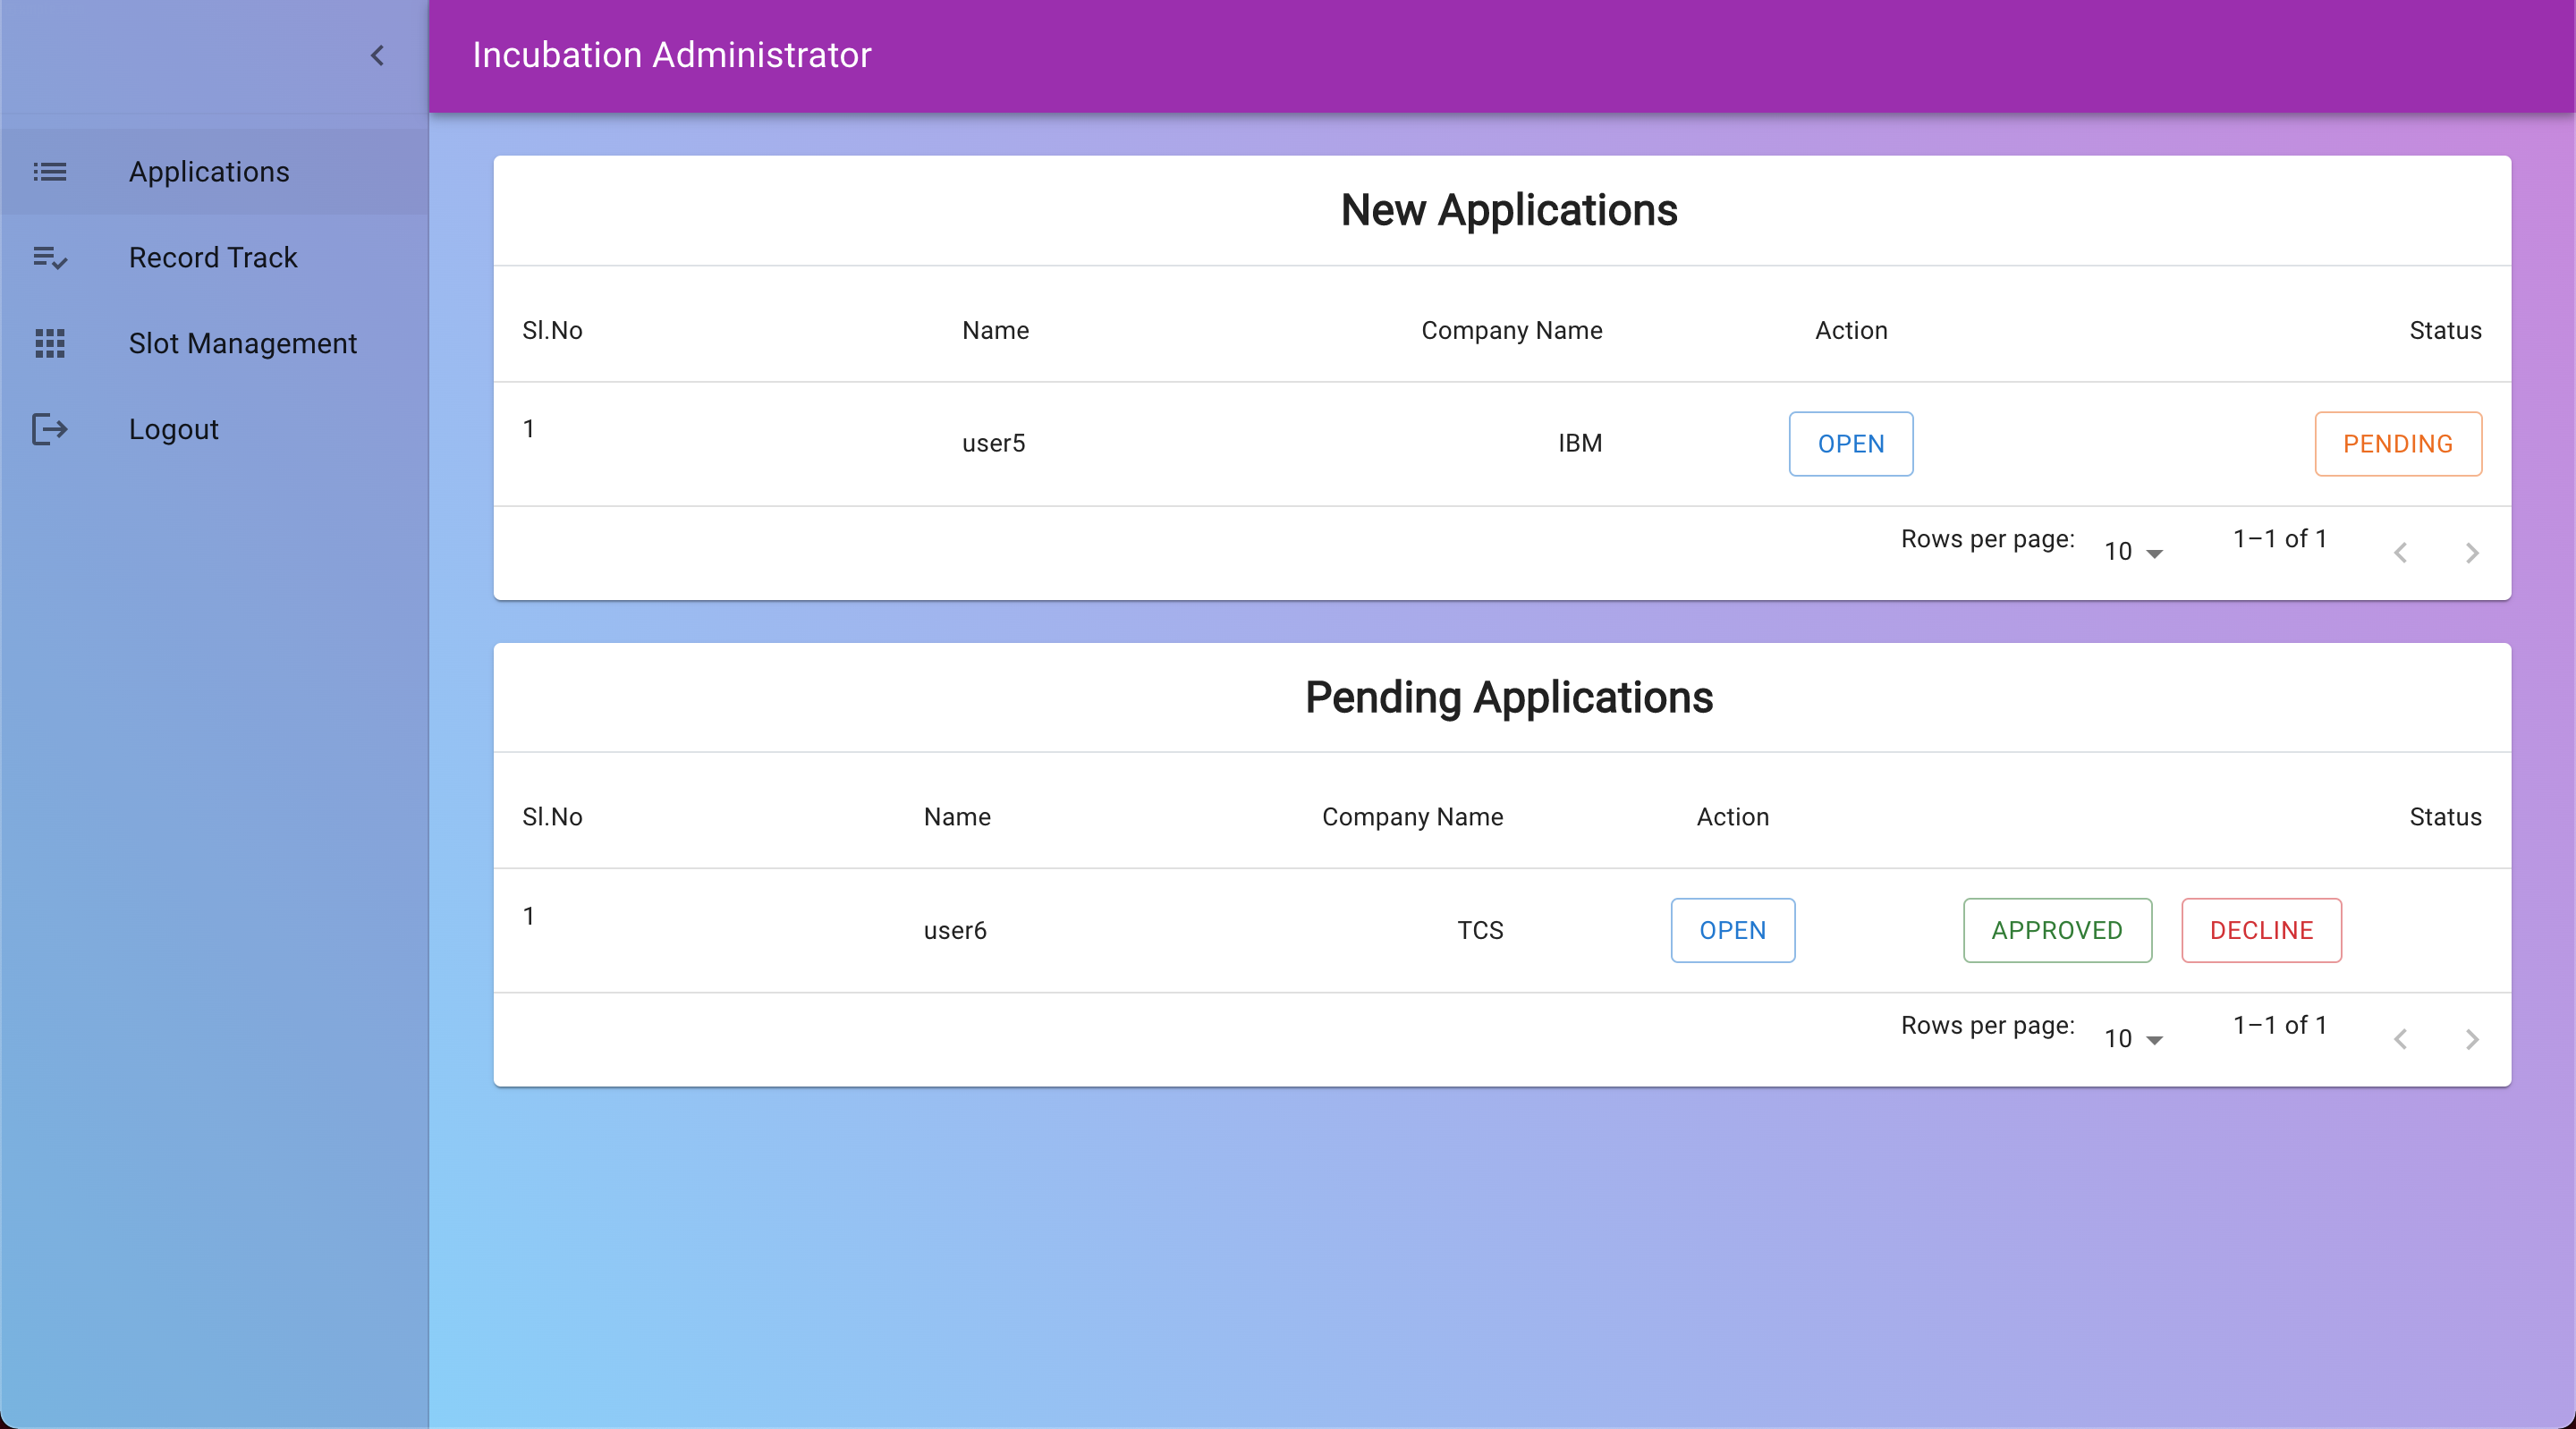 Incubation Administrator
Applications
Record Track
Slot Management
Logout
New Applications
Sl.No Name Company Name Action Status
1 user5 IBM OPEN PENDING
Rows per page: 10 1–1 of 1
Pending Applications
Sl.No Name Company Name Action Status
1 user6 TCS OPEN APPROVED DECLINE
Rows per page: 10 1–1 of 1